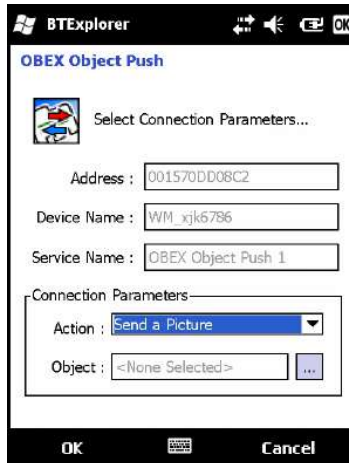 BTExplorer OK
OBEX Object Push
Select Connection Parameters...
Address : 001570DD08C2
Device Name : WM_xjk6786
Service Name : OBEX Object Push 1
Connection Parameters
Action : Send a Picture
Object : <None Selected> ...
OK Cancel